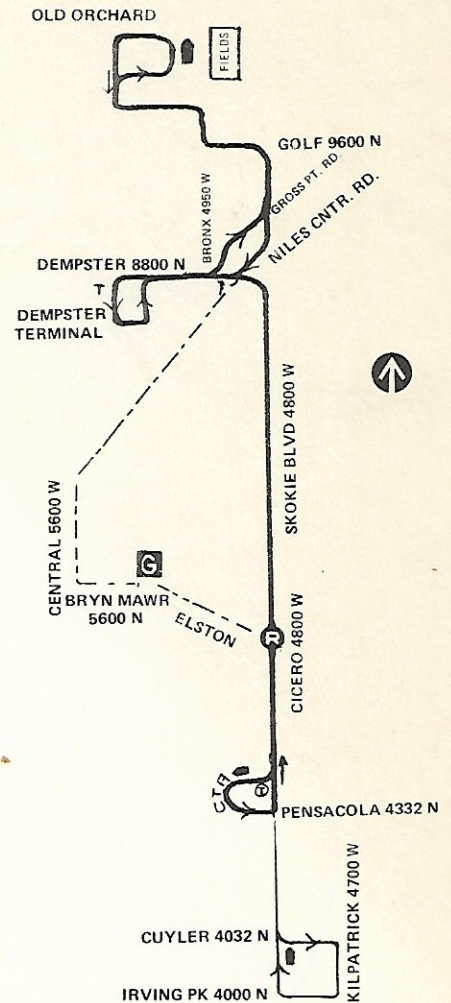 OLD ORCHARD
FIELDS
GOLF 9600 N
BRONX 4950 W
GROSS PT. RD.
NILES CNTR. RD.
DEMPSTER 8800 N
T
T
DEMPSTER
TERMINAL
SKOKIE BLVD 4800 W
CENTRAL 5600 W
G
BRYN MAWR
5600 N
ELSTON
R
CICERO 4800 W
CTA
T
PENSACOLA 4332 N
KILPATRICK 4700 W
CUYLER 4032 N
IRVING PK 4000 N